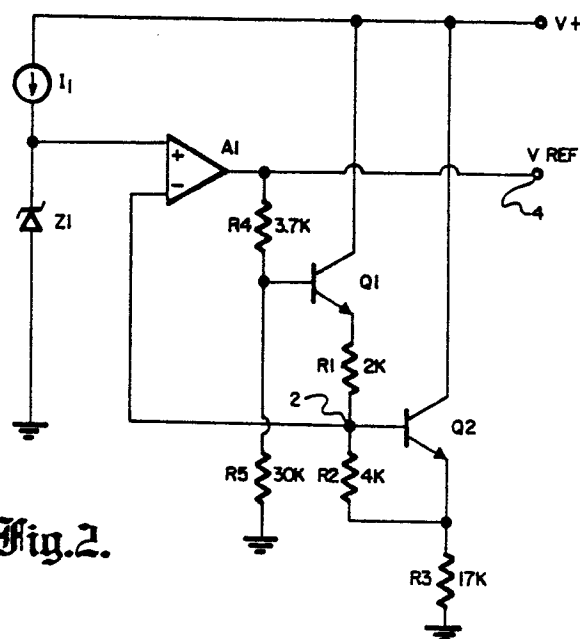 V+
I1
A1
+
−
V REF
4
Z1
R4 3.7K
Q1
R1 2K
2
Q2
R5 30K
R2 4K
R3 17K
Fig.2.